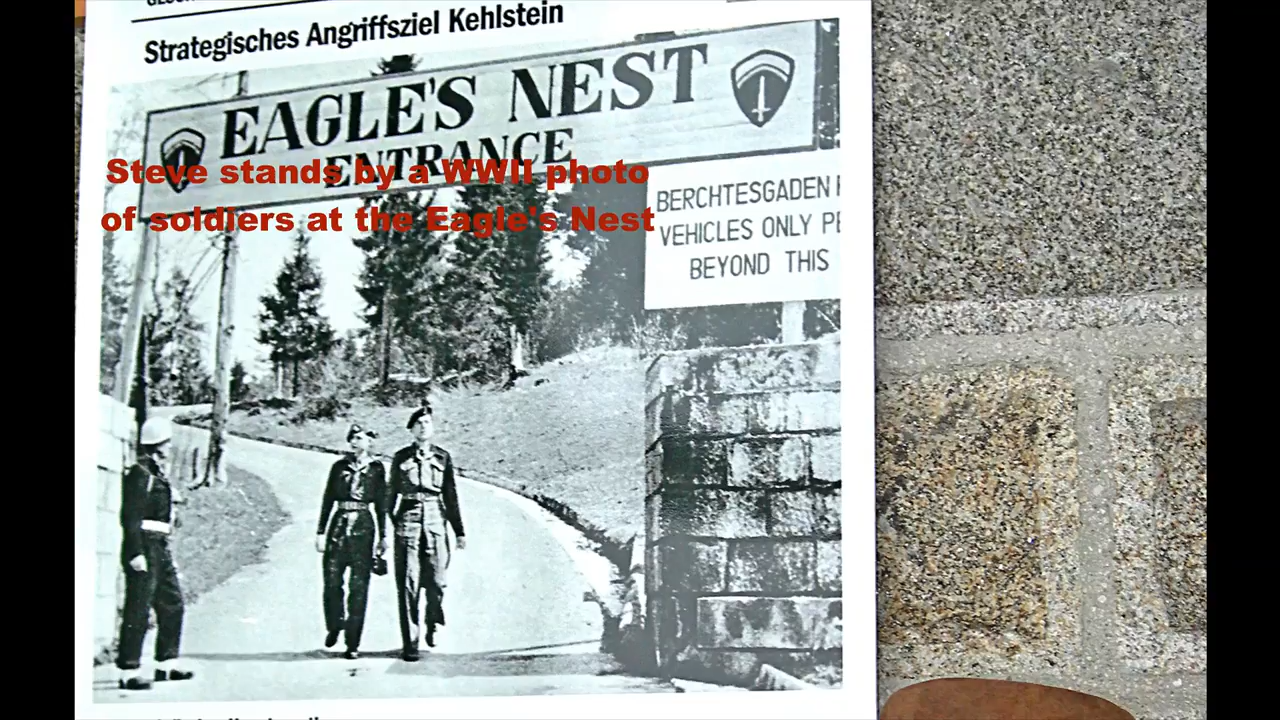 Strategisches Angriffsziel Kehlstein
EAGLE'S NEST
ENTRANCE
Steve stands by a WWII photo
of soldiers at the Eagle's Nest
BERCHTESGADEN
VEHICLES ONLY
BEYOND THIS